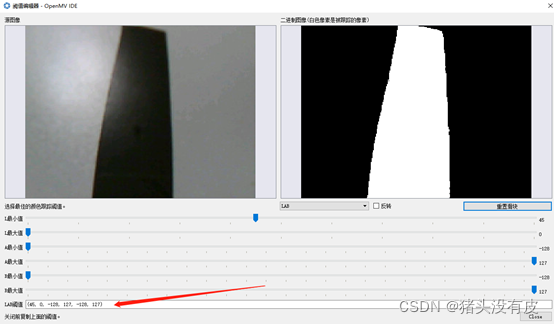 阈值编辑器 - OpenMV IDE
源图像
二进制图像(白色像素是被跟踪的像素)
选择最佳的颜色跟踪阈值。
LAB
反转
重置滑块
L最小值 45
L最大值 0
A最小值 -128
A最大值 127
B最小值 -128
B最大值 127
LAB阈值 (45, 0, -128, 127, -128, 127)
关闭前复制上面的阈值。
Close
CSDN @猪头没有皮